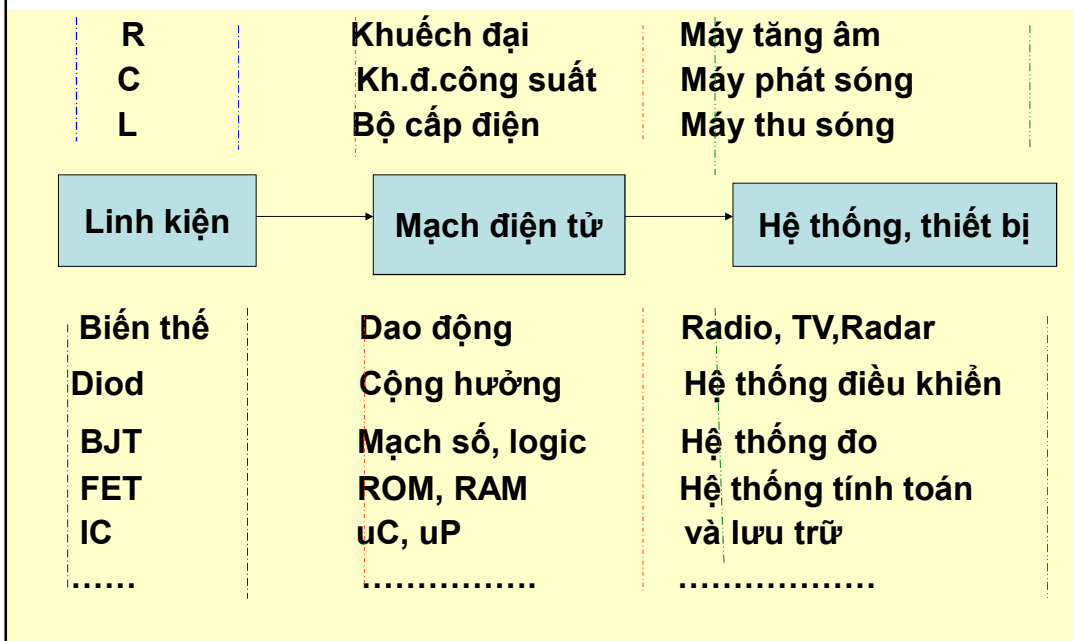 R Khuếch đại Máy tăng âm
C Kh.đ.công suất Máy phát sóng
L Bộ cấp điện Máy thu sóng
Linh kiện Mạch điện tử Hệ thống, thiết bị
Biến thế Dao động Radio, TV,Radar
Diod Cộng hưởng Hệ thống điều khiển
BJT Mạch số, logic Hệ thống đo
FET ROM, RAM Hệ thống tính toán
IC uC, uP và lưu trữ
...... ................ ..................